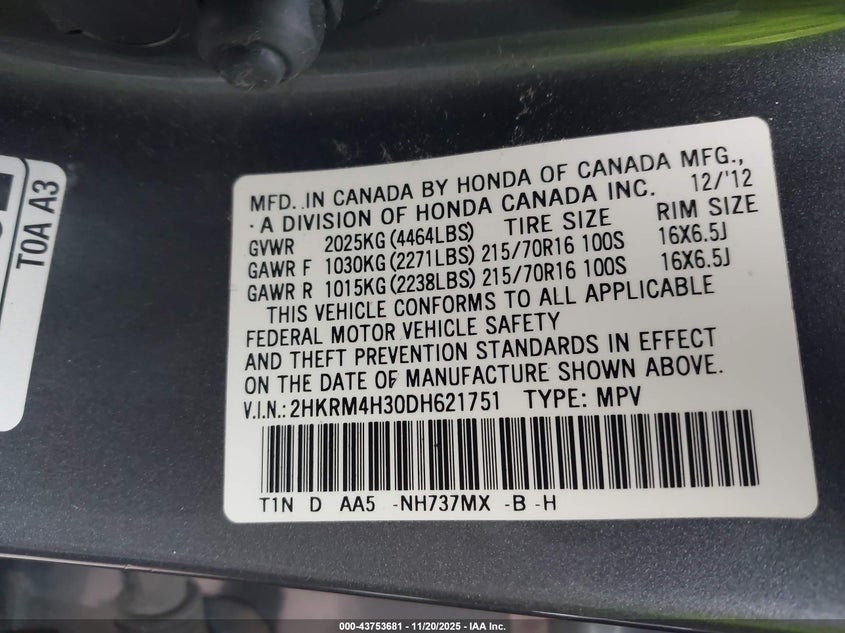 T0A A3
MFD. IN CANADA BY HONDA OF CANADA MFG.,
A DIVISION OF HONDA CANADA INC. 12/'12
GVWR 2025KG (4464LBS) TIRE SIZE RIM SIZE
GAWR F 1030KG (2271LBS) 215/70R16 100S 16X6.5J
GAWR R 1015KG (2238LBS) 215/70R16 100S 16X6.5J
THIS VEHICLE CONFORMS TO ALL APPLICABLE
FEDERAL MOTOR VEHICLE SAFETY
AND THEFT PREVENTION STANDARDS IN EFFECT
ON THE DATE OF MANUFACTURE SHOWN ABOVE.
V.I.N.:2HKRM4H30DH621751 TYPE: MPV
T1N D AA5 -NH737MX -B -H
000-43753681 - 11/20/2025 - IAA Inc.